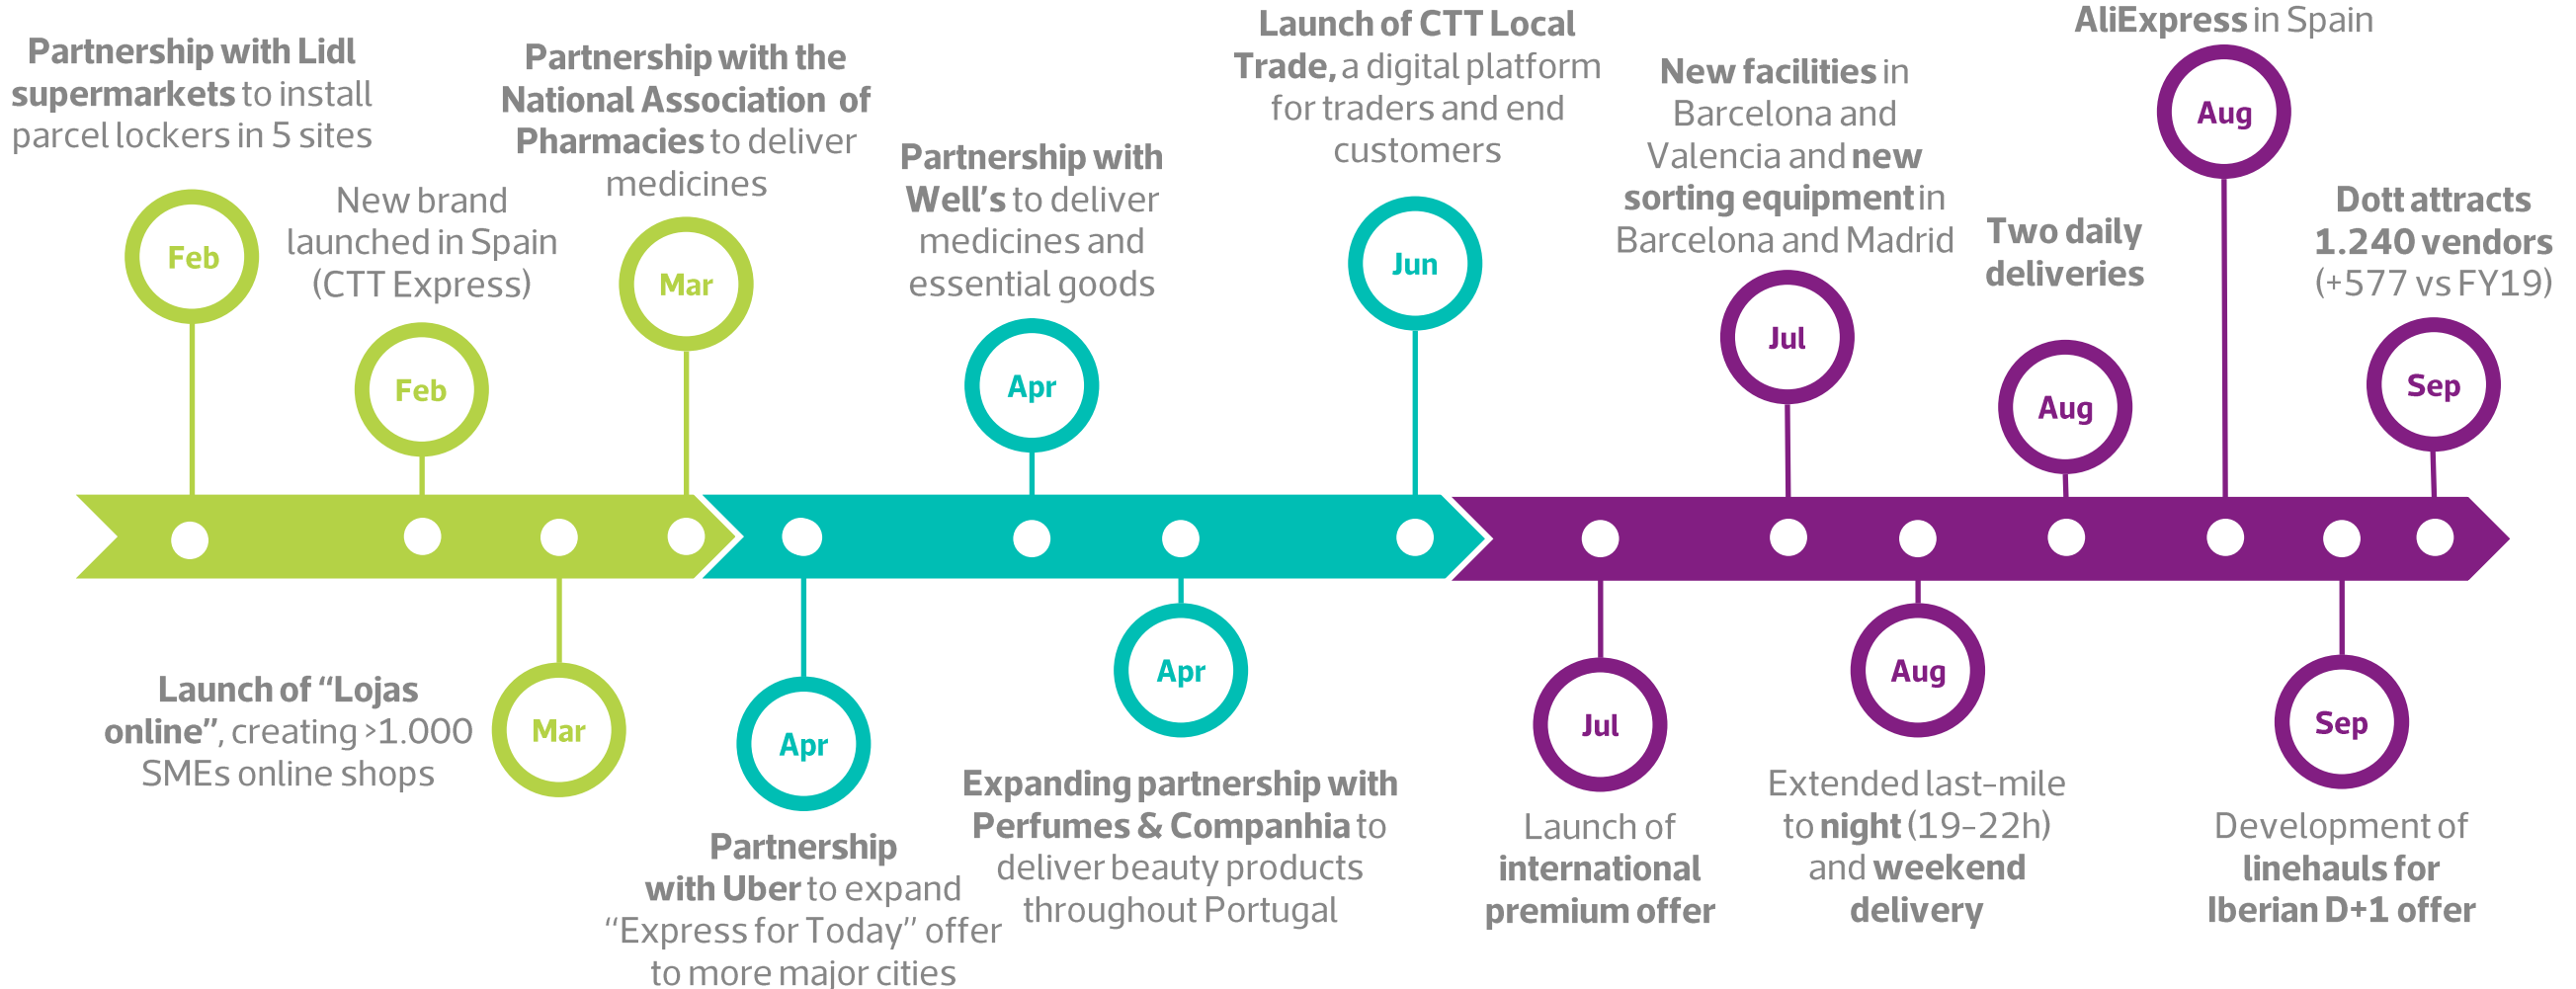 Partnership with Lidl
supermarkets to install
parcel lockers in 5 sites
Feb
New brand
launched in Spain
(CTT Express)
Feb
Launch of “Lojas
online”, creating >1.000
SMEs online shops
Mar
Partnership with the
National Association of
Pharmacies to deliver
medicines
Mar
Apr
Partnership
with Uber to expand
“Express for Today” offer
to more major cities
Partnership with
Well’s to deliver
medicines and
essential goods
Apr
Apr
Expanding partnership with
Perfumes & Companhia to
deliver beauty products
throughout Portugal
Launch of CTT Local
Trade, a digital platform
for traders and end
customers
Jun
Jul
Launch of
international
premium offer
New facilities in
Barcelona and
Valencia and new
sorting equipment in
Barcelona and Madrid
Jul
Aug
Extended last-mile
to night (19-22h)
and weekend
delivery
Two daily
deliveries
Aug
AliExpress in Spain
Aug
Sep
Development of
linehauls for
Iberian D+1 offer
Dott attracts
1.240 vendors
(+577 vs FY19)
Sep